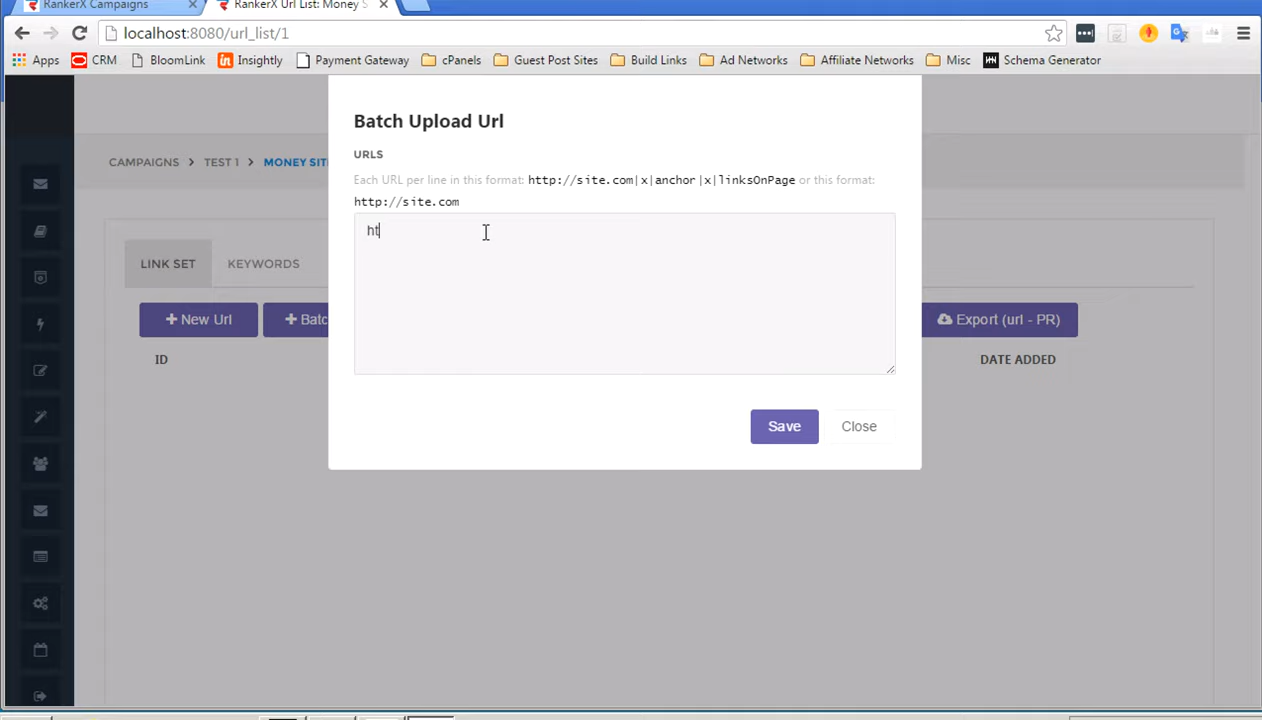 RankerX Campaigns
RankerX Url List: Money S
localhost:8080/url_list/1
Apps CRM BloomLink Insightly Payment Gateway cPanels Guest Post Sites Build Links Ad Networks Affiliate Networks Misc Schema Generator
Batch Upload Url
URLS
Each URL per line in this format: http://site.com|x|anchor|x|linksOnPage or this format:
http://site.com
ht
Save Close
CAMPAIGNS > TEST 1 > MONEY SIT
LINK SET KEYWORDS
+ New Url + Batc Export (url - PR)
ID DATE ADDED